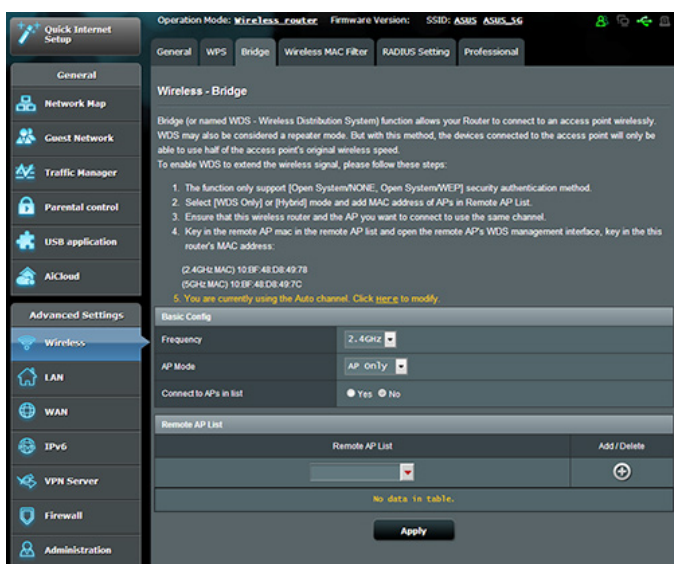 Quick Internet Setup
Operation Mode: Wireless router Firmware Version: SSID: ASUS ASUS_5G
General WPS Bridge Wireless MAC Filter RADIUS Setting Professional
General
Network Map
Guest Network
Traffic Manager
Parental control
USB application
AiCloud
Advanced Settings
Wireless
LAN
WAN
IPv6
VPN Server
Firewall
Administration
Wireless - Bridge
Bridge (or named WDS - Wireless Distribution System) function allows your Router to connect to an access point wirelessly.
WDS may also be considered a repeater mode. But with this method, the devices connected to the access point will only be
able to use half of the access point's original wireless speed.
To enable WDS to extend the wireless signal, please follow these steps:
1. The function only support [Open System/NONE, Open System/WEP] security authentication method.
2. Select [WDS Only] or [Hybrid] mode and add MAC address of APs in Remote AP List.
3. Ensure that this wireless router and the AP you want to connect to use the same channel.
4. Key in the remote AP mac in the remote AP list and open the remote AP's WDS management interface, key in the this
router's MAC address:
(2.4GHz MAC) 10:BF:48:D8:49:78
(5GHz MAC) 10:BF:48:D8:49:7C
5. You are currently using the Auto channel. Click Here to modify.
Basic Config
Frequency 2.4GHz
AP Mode AP Only
Connect to APs in list Yes No
Remote AP List
Remote AP List Add / Delete
No data in table.
Apply